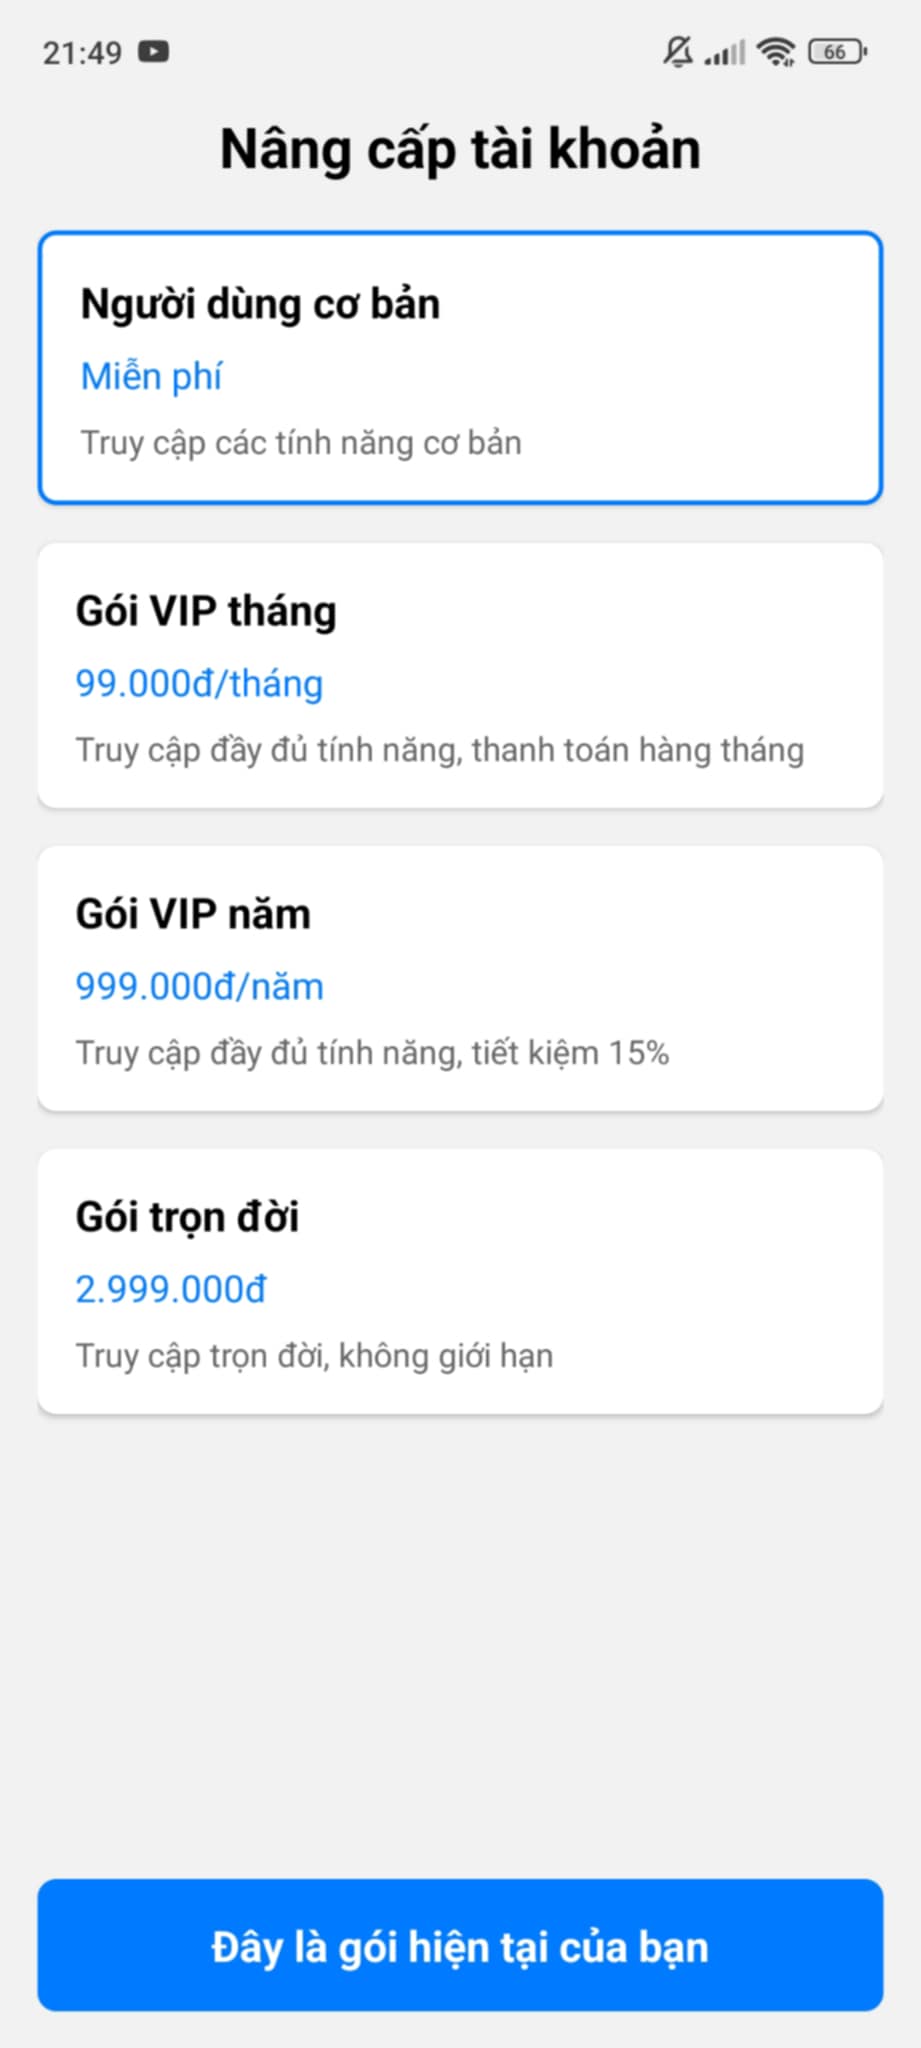 21:49
66
Nâng cấp tài khoản
Người dùng cơ bản
Miễn phí
Truy cập các tính năng cơ bản
Gói VIP tháng
99.000đ/tháng
Truy cập đầy đủ tính năng, thanh toán hàng tháng
Gói VIP năm
999.000đ/năm
Truy cập đầy đủ tính năng, tiết kiệm 15%
Gói trọn đời
2.999.000đ
Truy cập trọn đời, không giới hạn
Đây là gói hiện tại của bạn